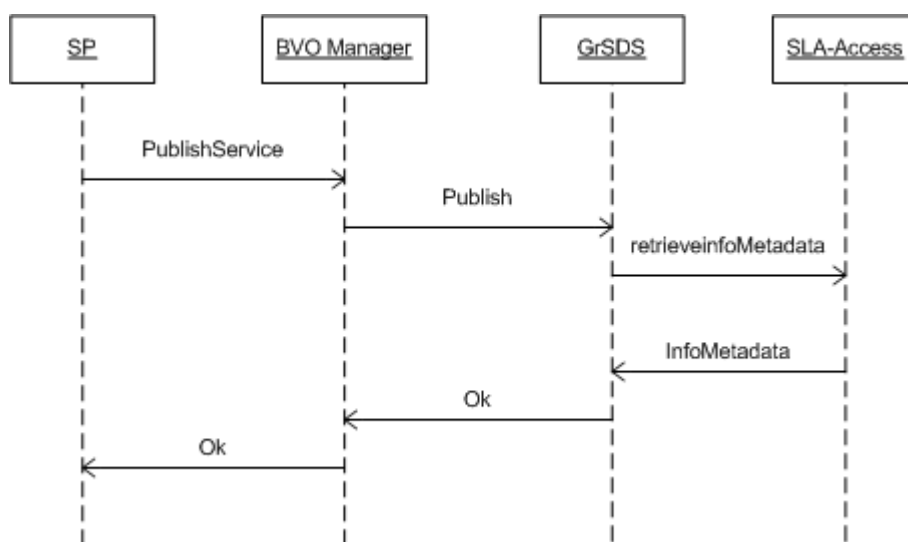 SP
BVO Manager
GrSDS
SLA-Access
PublishService
Publish
retrieveinfoMetadata
InfoMetadata
Ok
Ok